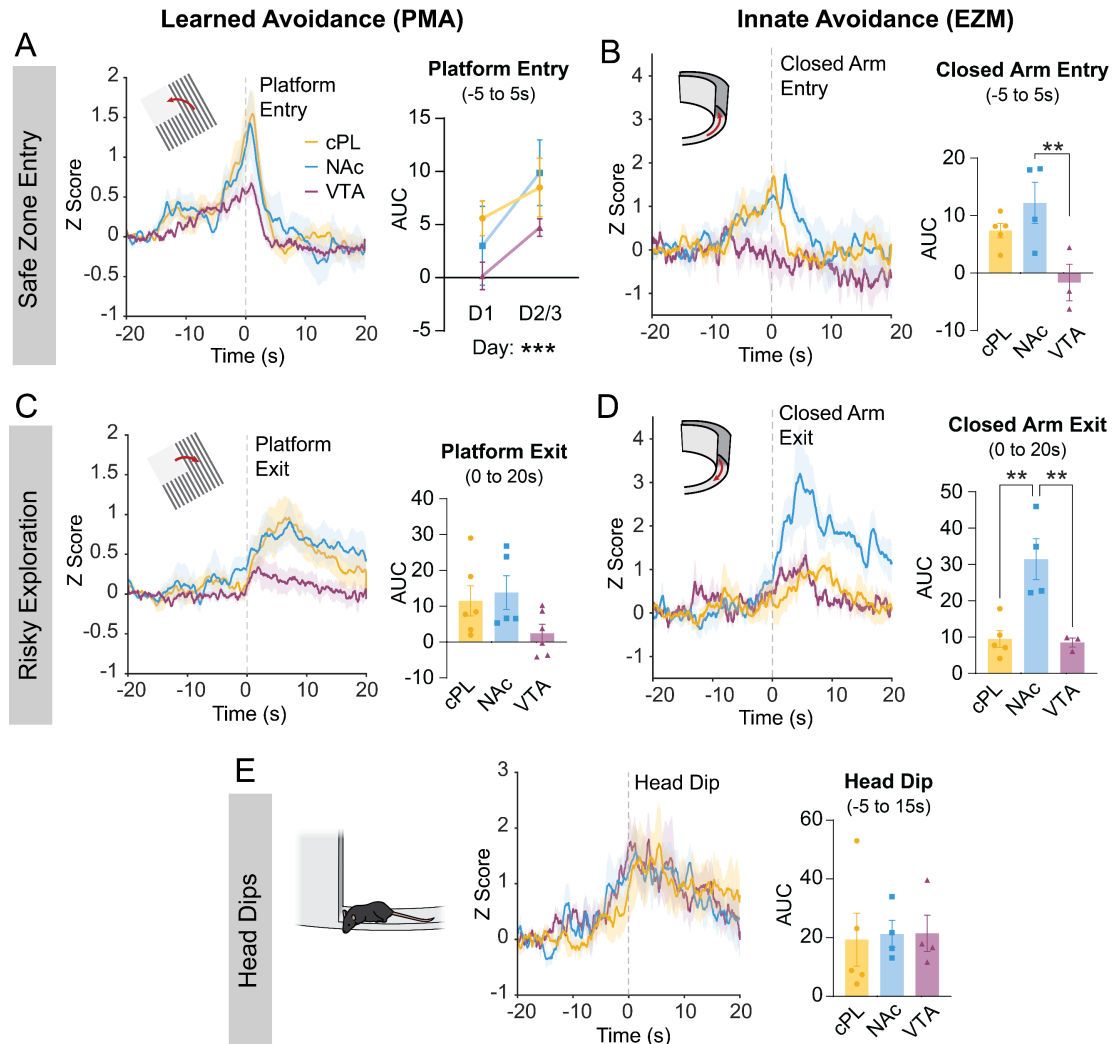 Learned Avoidance (PMA)
Innate Avoidance (EZM)
Safe Zone Entry
A
2
1.5
1
0.5
0
-0.5
-1
Z Score
-20
-10
0
10
20
Time (s)
Platform
Entry
cPL
NAc
VTA
Platform Entry
(-5 to 5s)
15
10
5
0
-5
AUC
D1
D2/3
Day: ***
B
4
3
2
1
0
-1
Z Score
-20
-10
0
10
20
Time (s)
Closed Arm
Entry
Closed Arm Entry
(-5 to 5s)
**
20
10
0
-10
AUC
cPL
NAc
VTA
Risky Exploration
C
2
1.5
1
0.5
0
-0.5
-1
Z Score
-20
-10
0
10
20
Time (s)
Platform
Exit
Platform Exit
(0 to 20s)
40
30
20
10
0
-10
AUC
cPL
NAc
VTA
D
4
3
2
1
0
-1
Z Score
-20
-10
0
10
20
Time (s)
Closed Arm
Exit
Closed Arm Exit
(0 to 20s)
**
**
50
40
30
20
10
0
AUC
cPL
NAc
VTA
Head Dips
E
3
2
1
0
-1
Z Score
-20
-10
0
10
20
Time (s)
Head Dip
Head Dip
(-5 to 15s)
60
40
20
0
AUC
cPL
NAc
VTA